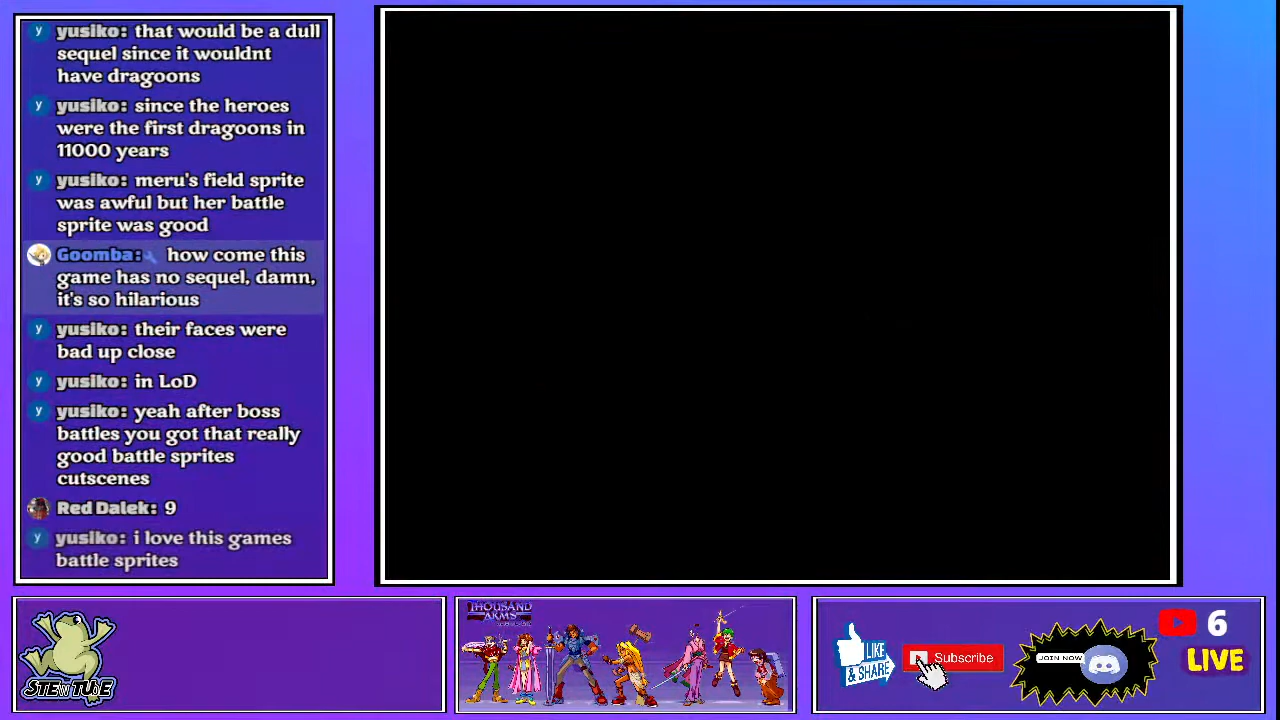 y yusiko: that would be a dull
sequel since it wouldnt
have dragoons
y yusiko: since the heroes
were the first dragoons in
11000 years
y yusiko: meru's field sprite
was awful but her battle
sprite was good
Goomba: how come this
game has no sequel, damn,
it's so hilarious
y yusiko: their faces were
bad up close
y yusiko: in LoD
y yusiko: yeah after boss
battles you got that really
good battle sprites
cutscenes
Red Dalek: 9
y yusiko: i love this games
battle sprites
STEW TUBE
THOUSAND
ARMS
LIKE
& SHARE
Subscribe
JOIN NOW
6
LIVE